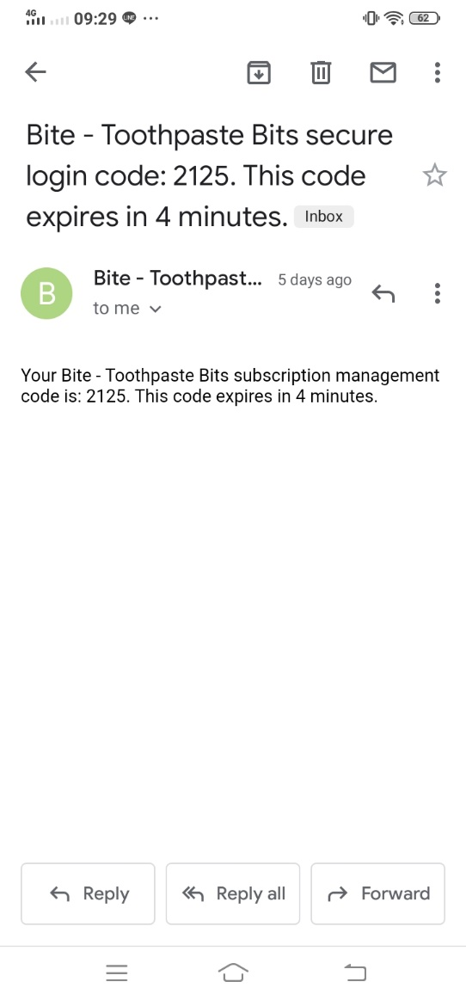 4G 09:29 LINE ... 62
Bite - Toothpaste Bits secure
login code: 2125. This code
expires in 4 minutes. Inbox
B
Bite - Toothpast... 5 days ago
to me
Your Bite - Toothpaste Bits subscription management
code is: 2125. This code expires in 4 minutes.
Reply Reply all Forward